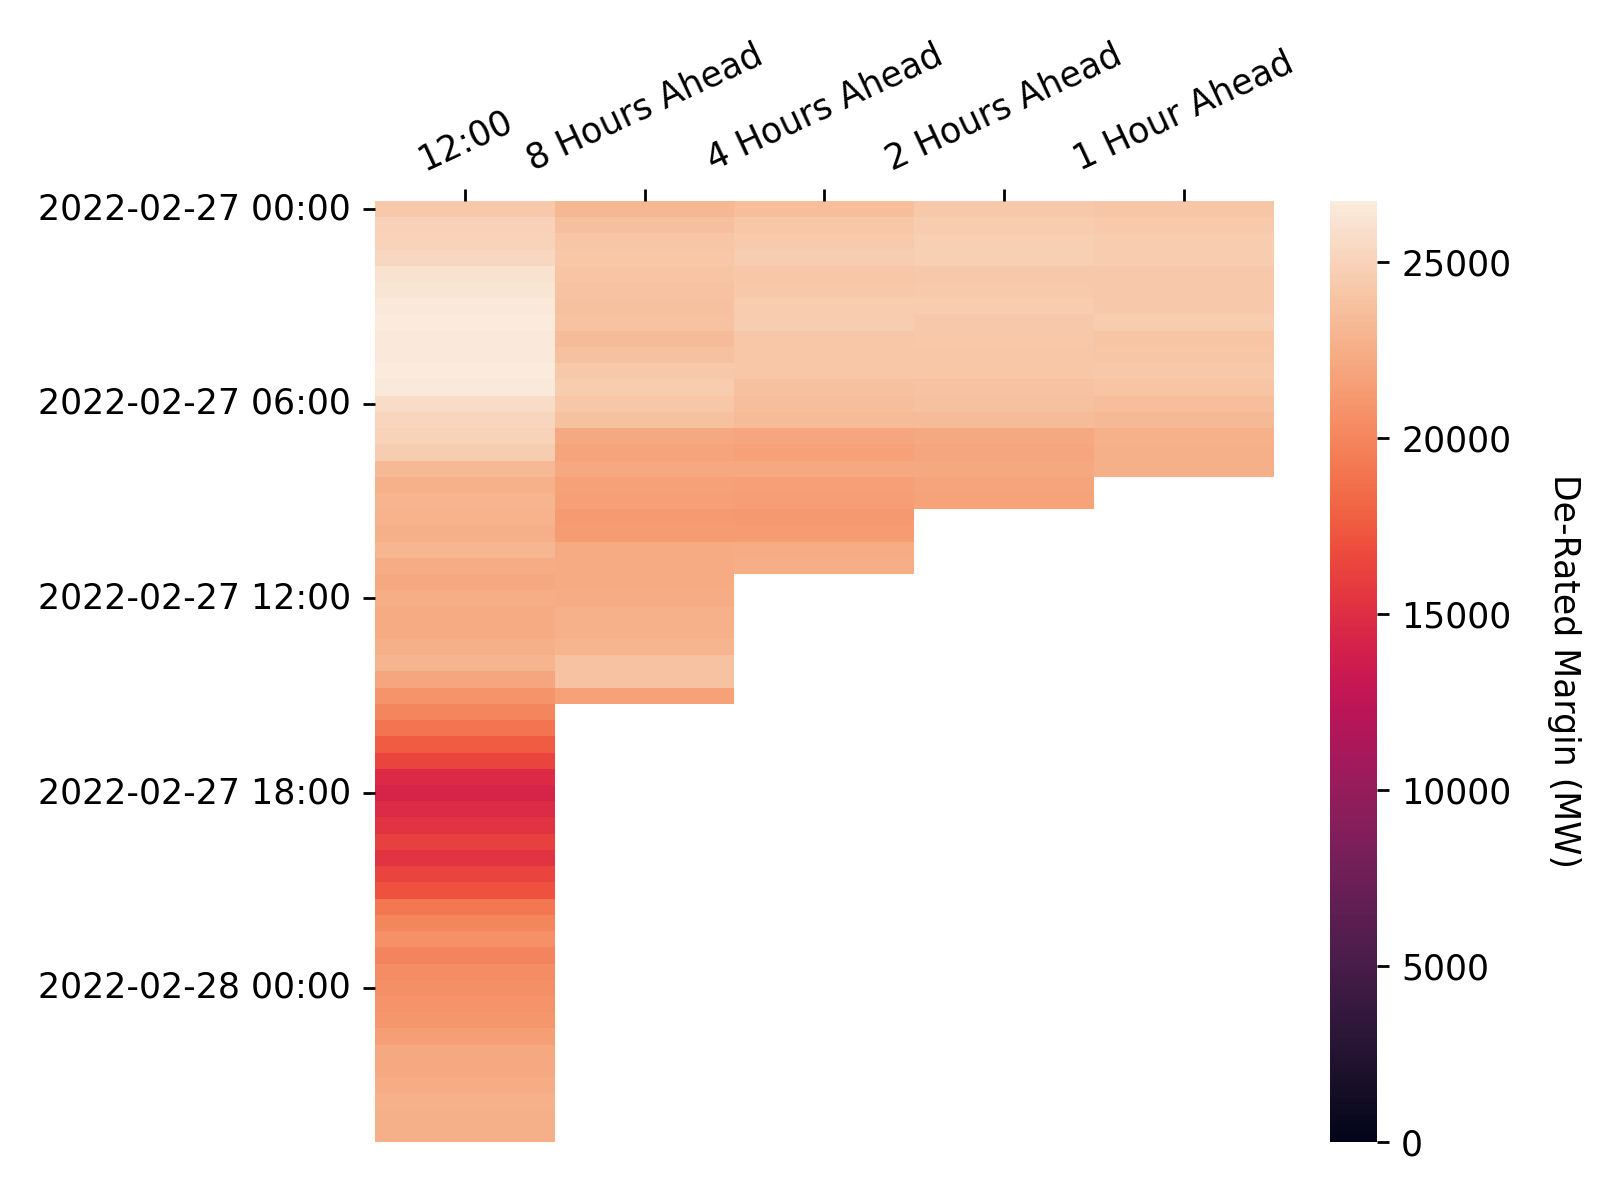 12:00
8 Hours Ahead
4 Hours Ahead
2 Hours Ahead
1 Hour Ahead
2022-02-27 00:00
2022-02-27 06:00
2022-02-27 12:00
2022-02-27 18:00
2022-02-28 00:00
25000
20000
15000
10000
5000
0
De-Rated Margin (MW)